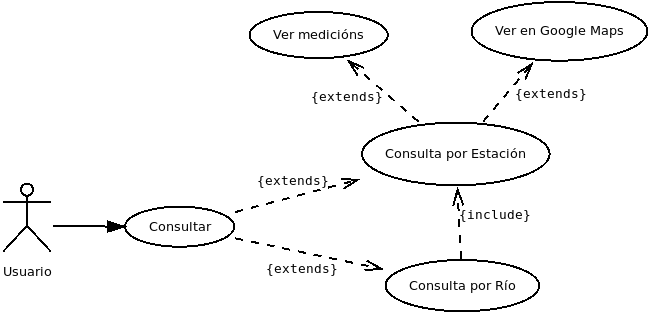 Ver medicións
Ver en Google Maps
{extends}
{extends}
Consulta por Estación
{extends}
{include}
Consultar
{extends}
Usuario
Consulta por Río